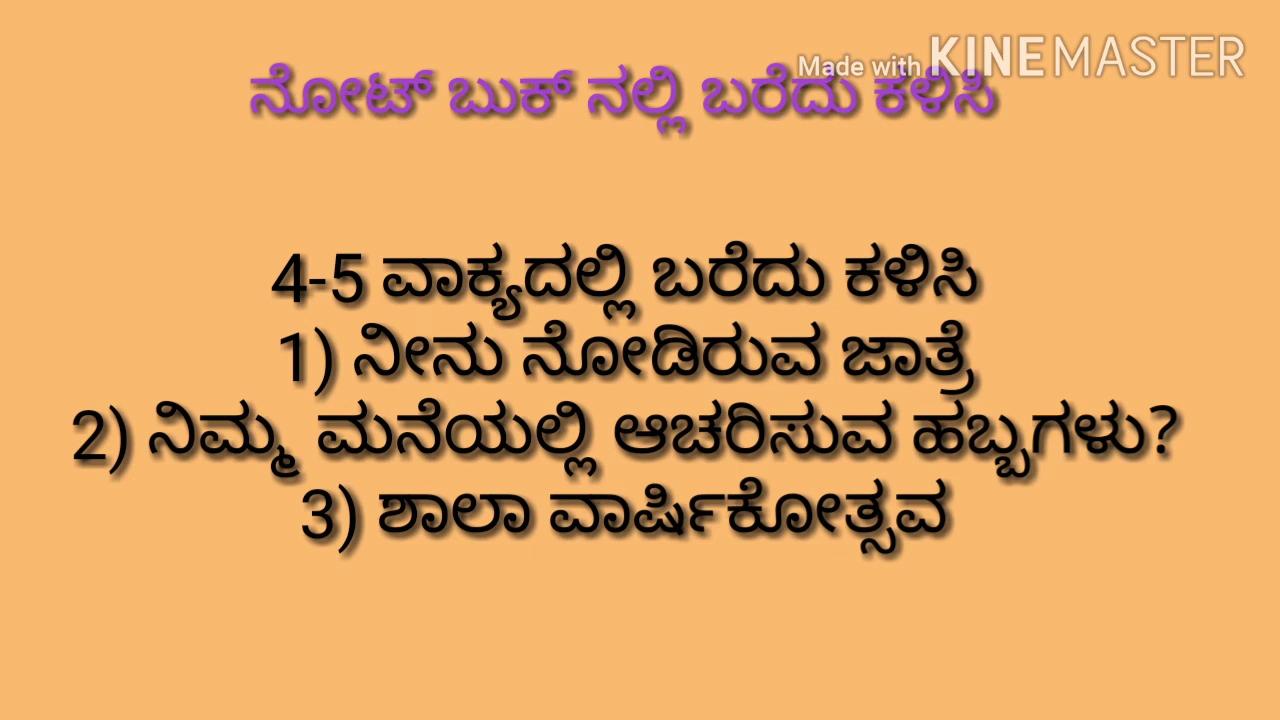 Made with KINEMASTER
ನೋಟ್ ಬುಕ್ ನಲ್ಲಿ ಬರೆದು ಕಳಿಸಿ
4-5 ವಾಕ್ಯದಲ್ಲಿ ಬರೆದು ಕಳಿಸಿ
1) ನೀನು ನೋಡಿರುವ ಜಾತ್ರೆ
2) ನಿಮ್ಮ ಮನೆಯಲ್ಲಿ ಆಚರಿಸುವ ಹಬ್ಬಗಳು?
3) ಶಾಲಾ ವಾರ್ಷಿಕೋತ್ಸವ